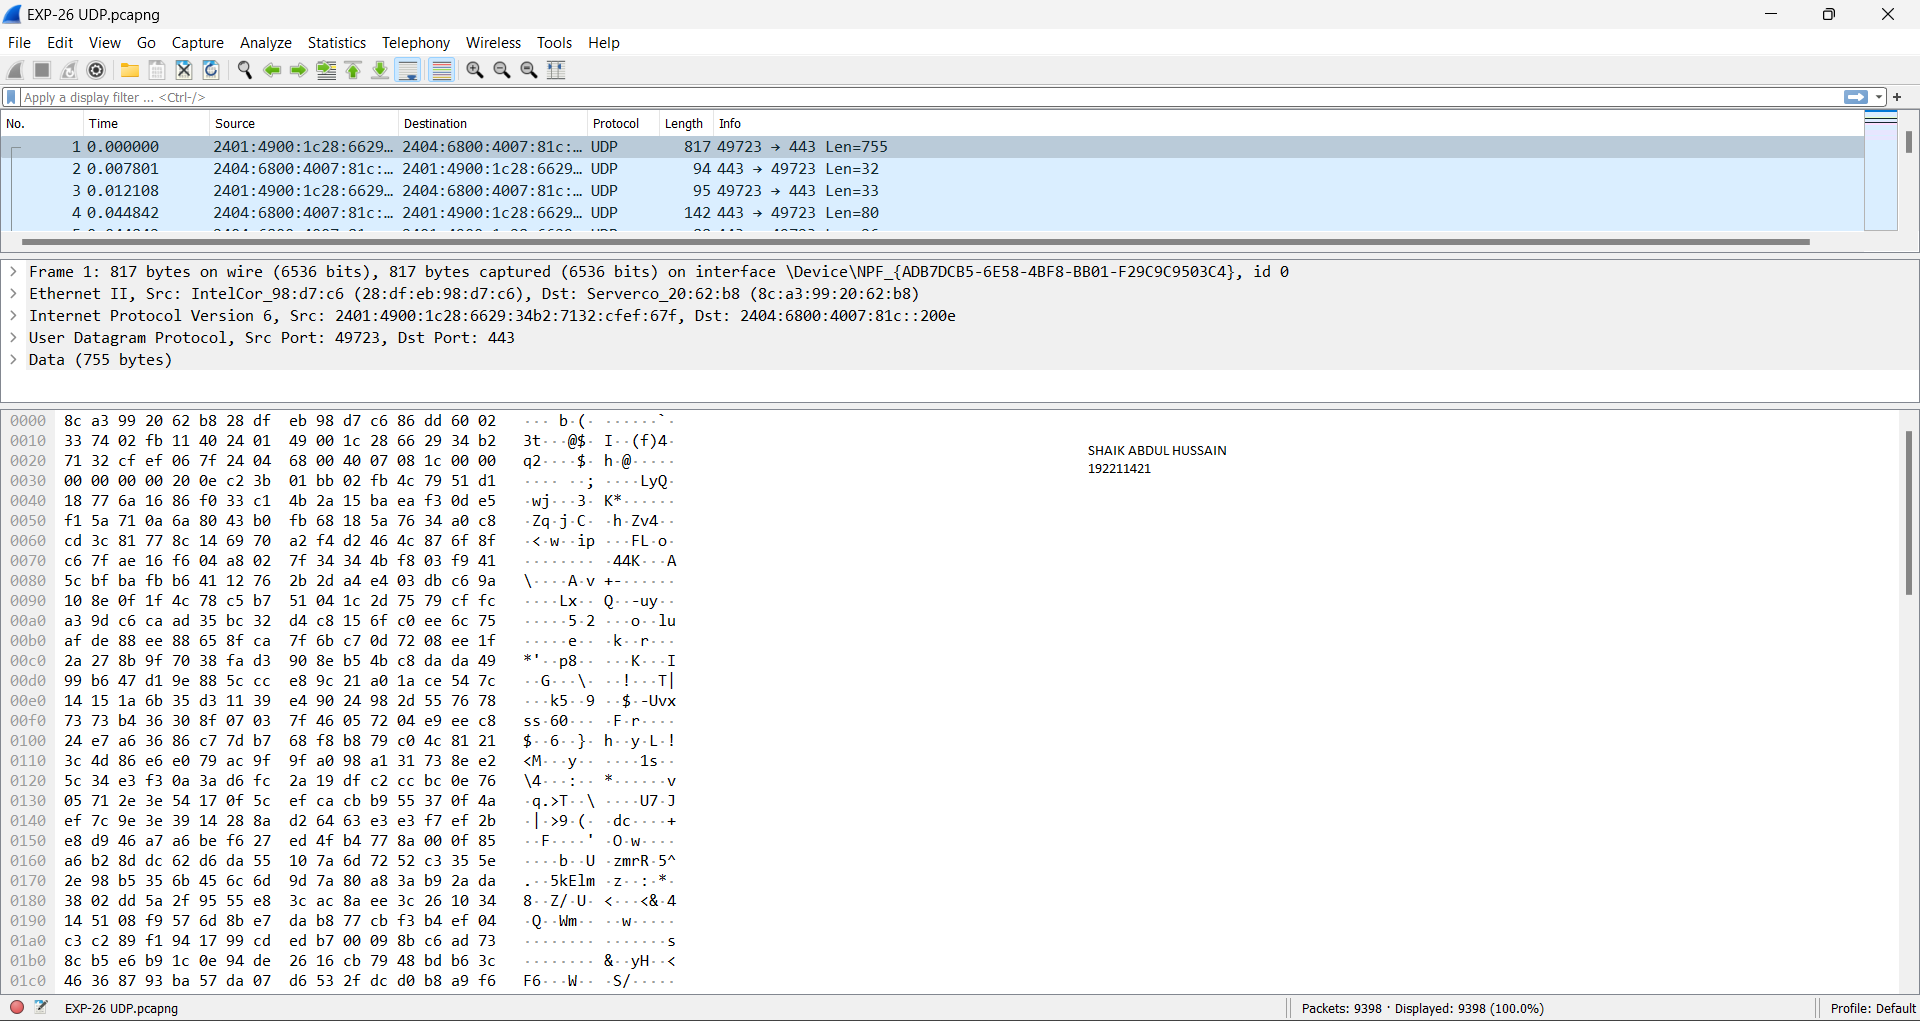 EXP-26 UDP.pcapng
File Edit View Go Capture Analyze Statistics Telephony Wireless Tools Help
Apply a display filter ... <Ctrl-/>
No. Time Source Destination Protocol Length Info
1 0.000000 2401:4900:1c28:6629… 2404:6800:4007:81c:… UDP 817 49723 → 443 Len=755
2 0.007801 2404:6800:4007:81c:… 2401:4900:1c28:6629… UDP 94 443 → 49723 Len=32
3 0.012108 2401:4900:1c28:6629… 2404:6800:4007:81c:… UDP 95 49723 → 443 Len=33
4 0.044842 2404:6800:4007:81c:… 2401:4900:1c28:6629… UDP 142 443 → 49723 Len=80
Frame 1: 817 bytes on wire (6536 bits), 817 bytes captured (6536 bits) on interface \Device\NPF_{ADB7DCB5-6E58-4BF8-BB01-F29C9C9503C4}, id 0
Ethernet II, Src: IntelCor_98:d7:c6 (28:df:eb:98:d7:c6), Dst: Serverco_20:62:b8 (8c:a3:99:20:62:b8)
Internet Protocol Version 6, Src: 2401:4900:1c28:6629:34b2:7132:cfef:67f, Dst: 2404:6800:4007:81c::200e
User Datagram Protocol, Src Port: 49723, Dst Port: 443
Data (755 bytes)
0000 8c a3 99 20 62 b8 28 df eb 98 d7 c6 86 dd 60 02 ··· b·(· ······`·
0010 33 74 02 fb 11 40 24 01 49 00 1c 28 66 29 34 b2 3t···@$· I··(f)4·
0020 71 32 cf ef 06 7f 24 04 68 00 40 07 08 1c 00 00 q2····$· h·@·····
0030 00 00 00 00 20 0e c2 3b 01 bb 02 fb 4c 79 51 d1 ···· ··; ····LyQ·
0040 18 77 6a 16 86 f0 33 c1 4b 2a 15 ba ea f3 0d e5 ·wj···3· K*······
0050 f1 5a 71 0a 6a 80 43 b0 fb 68 18 5a 76 34 a0 c8 ·Zq·j·C· ·h·Zv4··
0060 cd 3c 81 77 8c 14 69 70 a2 f4 d2 46 4c 87 6f 8f ·<·w··ip ···FL·o·
0070 c6 7f ae 16 f6 04 a8 02 7f 34 34 4b f8 03 f9 41 ········ ·44K···A
0080 5c bf ba fb b6 41 12 76 2b 2d a4 e4 03 db c6 9a \····A·v +-······
0090 10 8e 0f 1f 4c 78 c5 b7 51 04 1c 2d 75 79 cf fc ····Lx·· Q··-uy··
00a0 a3 9d c6 ca ad 35 bc 32 d4 c8 15 6f c0 ee 6c 75 ·····5·2 ···o··lu
00b0 af de 88 ee 88 65 8f ca 7f 6b c7 0d 72 08 ee 1f ·····e·· ·k··r···
00c0 2a 27 8b 9f 70 38 fa d3 90 8e b5 4b c8 da da 49 *'··p8·· ···K···I
00d0 99 b6 47 d1 9e 88 5c cc e8 9c 21 a0 1a ce 54 7c ··G···\· ··!···T|
00e0 14 15 1a 6b 35 d3 11 39 e4 90 24 98 2d 55 76 78 ···k5··9 ··$·-Uvx
00f0 73 73 b4 36 30 8f 07 03 7f 46 05 72 04 e9 ee c8 ss·60··· ·F·r····
0100 24 e7 a6 36 86 c7 7d b7 68 f8 b8 79 c0 4c 81 21 $··6··}· h··y·L·!
0110 3c 4d 86 e6 e0 79 ac 9f 9f a0 98 a1 31 73 8e e2 <M···y·· ····1s··
0120 5c 34 e3 f3 0a 3a d6 fc 2a 19 df c2 cc bc 0e 76 \4···:·· *······v
0130 05 71 2e 3e 54 17 0f 5c ef ca cb b9 55 37 0f 4a ·q.>T··\ ····U7·J
0140 ef 7c 9e 3e 39 14 28 8a d2 64 63 e3 e3 f7 ef 2b ·|·>9·(· ·dc····+
0150 e8 d9 46 a7 a6 be f6 27 ed 4f b4 77 8a 00 0f 85 ··F····' ·O·w····
0160 a6 b2 8d dc 62 d6 da 55 10 7a 6d 72 52 c3 35 5e ····b··U ·zmrR·5^
0170 2e 98 b5 35 6b 45 6c 6d 9d 7a 80 a8 3a b9 2a da .··5kElm ·z··:·*·
0180 38 02 dd 5a 2f 95 55 e8 3c ac 8a ee 3c 26 10 34 8··Z/·U· <···<&·4
0190 14 51 08 f9 57 6d 8b e7 da b8 77 cb f3 b4 ef 04 ·Q··Wm·· ··w·····
01a0 c3 c2 89 f1 94 17 99 cd ed b7 00 09 8b c6 ad 73 ········ ·······s
01b0 8c b5 e6 b9 1c 0e 94 de 26 16 cb 79 48 bd b6 3c ········ &··yH··<
01c0 46 36 87 93 ba 57 da 07 d6 53 2f dc d0 b8 a9 f6 F6···W·· ·S/·····
SHAIK ABDUL HUSSAIN
192211421
EXP-26 UDP.pcapng
Packets: 9398 · Displayed: 9398 (100.0%)
Profile: Default